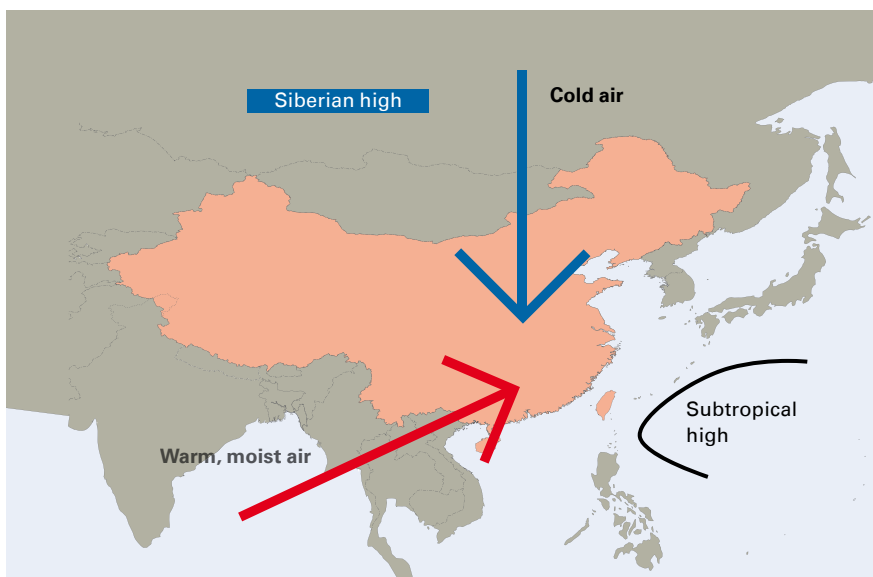 Siberian high
Cold air
Subtropical
high
Warm, moist air